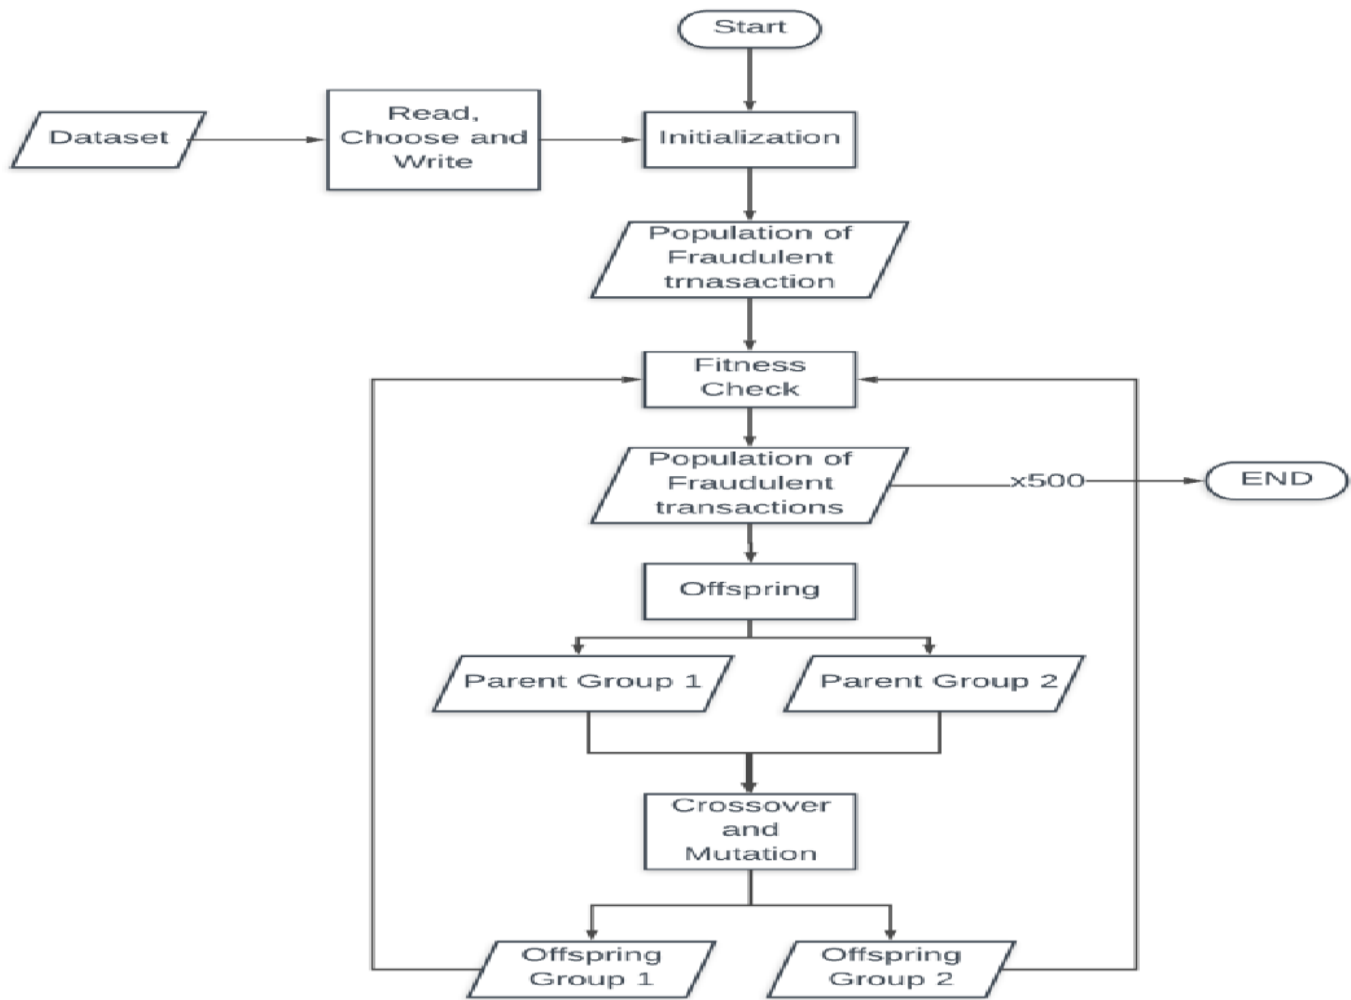 Start
Dataset
Read,
Choose and
Write
Initialization
Population of
Fraudulent
trnasaction
Fitness
Check
Population of
Fraudulent
transactions
x500
END
Offspring
Parent Group 1
Parent Group 2
Crossover
and
Mutation
Offspring
Group 1
Offspring
Group 2